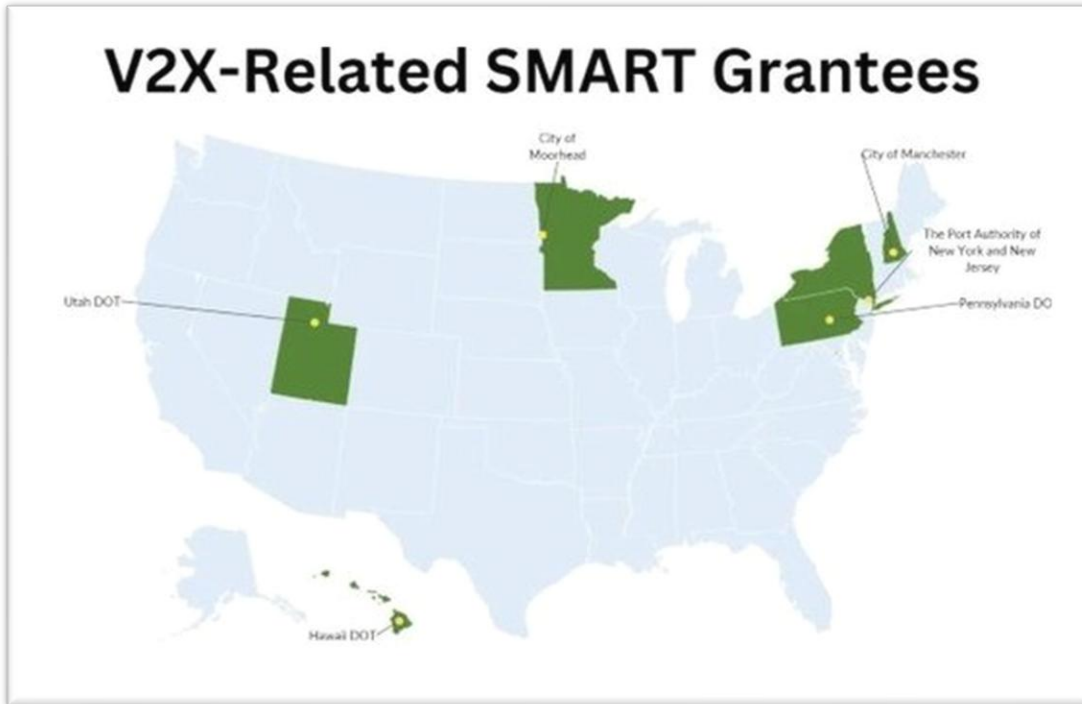 V2X-Related SMART Grantees
City of
Moorhead
City of Manchester
The Port Authority of
New York and New
Jersey
Utah DOT
Pennsylvania DO
Hawaii DOT